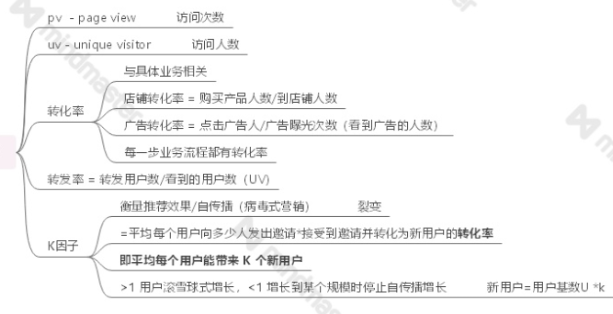 pv - page view 访问次数
uv - unique visitor 访问人数
转化率
与具体业务相关
店铺转化率 = 购买产品人数/到店铺人数
广告转化率 = 点击广告人/广告曝光次数（看到广告的人数）
每一步业务流程都有转化率
转发率 = 转发用户数/看到的用户数（UV）
K因子
衡量推荐效果/自传播（病毒式营销） 裂变
=平均每个用户向多少人发出邀请*接受到邀请并转化为新用户的转化率
即平均每个用户能带来 K 个新用户
>1 用户滚雪球式增长，<1 增长到某个规模时停止自传播增长 新用户=用户基数U *k
mindmaster